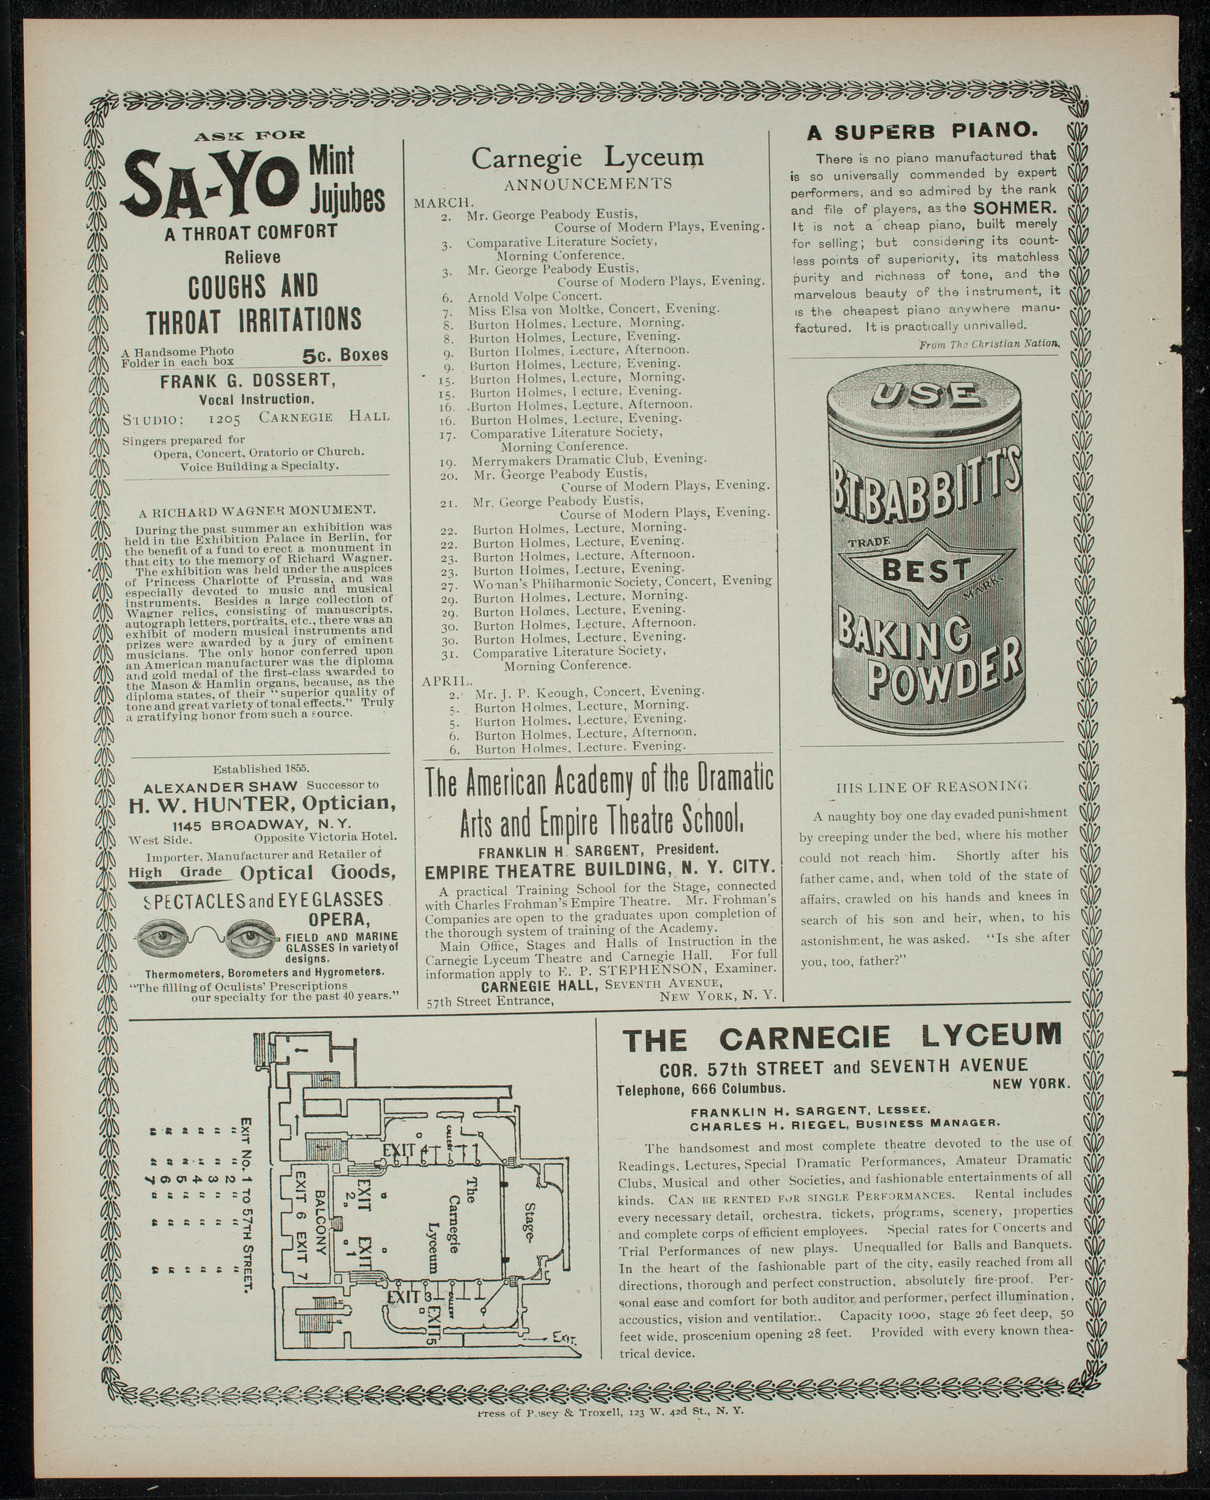 ASK FOR
SA-YO Mint Jujubes
A THROAT COMFORT
Relieve
COUGHS AND
THROAT IRRITATIONS
A Handsome Photo
Folder in each box
5c. Boxes
FRANK G. DOSSERT,
Vocal Instruction.
STUDIO: 1205 CARNEGIE HALL
Singers prepared for
Opera, Concert, Oratorio or Church.
Voice Building a Specialty.
A RICHARD WAGNER MONUMENT.
During the past summer an exhibition was
held in the Exhibition Palace in Berlin, for
the benefit of a fund to erect a monument in
that city to the memory of Richard Wagner.
The exhibition was held under the auspices
of Princess Charlotte of Prussia, and was
especially devoted to music and musical
instruments. Besides a large collection of
Wagner relics, consisting of manuscripts,
autograph letters, portraits, etc., there was an
exhibit of modern musical instruments and
prizes were awarded by a jury of eminent
musicians. The only honor conferred upon
an American manufacturer was the diploma
and gold medal of the first-class awarded to
the Mason & Hamlin organs, because, as the
diploma states, of their "superior quality of
tone and great variety of tonal effects." Truly
a gratifying honor from such a source.
Established 1855.
ALEXANDER SHAW Successor to
H. W. HUNTER, Optician,
1145 BROADWAY, N. Y.
West Side. Opposite Victoria Hotel.
Importer, Manufacturer and Retailer of
High Grade Optical Goods,
SPECTACLES and EYEGLASSES
OPERA,
FIELD AND MARINE
GLASSES in variety of
designs.
Thermometers, Borometers and Hygrometers.
"The filling of Oculists' Prescriptions
our specialty for the past 40 years."
Carnegie Lyceum
ANNOUNCEMENTS
MARCH.
2. Mr. George Peabody Eustis,
Course of Modern Plays, Evening.
3. Comparative Literature Society,
Morning Conference.
3. Mr. George Peabody Eustis,
Course of Modern Plays, Evening.
6. Arnold Volpe Concert.
7. Miss Elsa von Moltke, Concert, Evening.
8. Burton Holmes, Lecture, Morning.
8. Burton Holmes, Lecture, Evening.
9. Burton Holmes, Lecture, Afternoon.
9. Burton Holmes, Lecture, Evening.
15. Burton Holmes, Lecture, Morning.
15. Burton Holmes, Lecture, Evening.
16. Burton Holmes, Lecture, Afternoon.
16. Burton Holmes, Lecture, Evening.
17. Comparative Literature Society,
Morning Conference.
19. Merrymakers Dramatic Club, Evening.
20. Mr. George Peabody Eustis,
Course of Modern Plays, Evening.
21. Mr. George Peabody Eustis,
Course of Modern Plays, Evening.
22. Burton Holmes, Lecture, Morning.
22. Burton Holmes, Lecture, Evening.
23. Burton Holmes, Lecture, Afternoon.
23. Burton Holmes, Lecture, Evening.
27. Woman's Philharmonic Society, Concert, Evening
29. Burton Holmes, Lecture, Morning.
29. Burton Holmes, Lecture, Evening.
30. Burton Holmes, Lecture, Afternoon.
30. Burton Holmes, Lecture, Evening.
31. Comparative Literature Society,
Morning Conference.
APRIL.
2. Mr. J. P. Keough, Concert, Evening.
5. Burton Holmes, Lecture, Morning.
5. Burton Holmes, Lecture, Evening.
6. Burton Holmes, Lecture, Afternoon.
6. Burton Holmes, Lecture, Evening.
The American Academy of the Dramatic
Arts and Empire Theatre School,
FRANKLIN H. SARGENT, President.
EMPIRE THEATRE BUILDING, N. Y. CITY.
A practical Training School for the Stage, connected
with Charles Frohman's Empire Theatre. Mr. Frohman's
Companies are open to the graduates upon completion of
the thorough system of training of the Academy.
Main Office, Stages and Halls of Instruction in the
Carnegie Lyceum Theatre and Carnegie Hall. For full
information apply to E. P. STEPHENSON, Examiner.
CARNEGIE HALL, SEVENTH AVENUE,
57th Street Entrance, NEW YORK, N. Y.
A SUPERB PIANO.
There is no piano manufactured that
is so universally commended by expert
performers, and so admired by the rank
and file of players, as the SOHMER.
It is not a cheap piano, built merely
for selling; but considering its count-
less points of superiority, its matchless
purity and richness of tone, and the
marvelous beauty of the instrument, it
is the cheapest piano anywhere manu-
factured. It is practically unrivalled.
From The Christian Nation.
USE
B.T. BABBITT'S
TRADE
BEST
MARK
BAKING
POWDER
HIS LINE OF REASONING
A naughty boy one day evaded punishment
by creeping under the bed, where his mother
could not reach him. Shortly after his
father came, and, when told of the state of
affairs, crawled on his hands and knees in
search of his son and heir, when, to his
astonishment, he was asked. "Is she after
you, too, father?"
EXIT NO. 1 TO 57TH STREET.
" " 2 " " "
" " 3 " " "
" " 4 " " "
" " 5 " " "
" " 6 " " "
" " 7 " " "
EXIT 4
GALLERY
EXIT 2
EXIT 6 EXIT 7
BALCONY
EXIT 1
The
Carnegie
Lyceum
Stage
EXIT 3
GALLERY
EXIT 5
Exit.
THE CARNEGIE LYCEUM
COR. 57th STREET and SEVENTH AVENUE
Telephone, 666 Columbus. NEW YORK.
FRANKLIN H. SARGENT, LESSEE.
CHARLES H. RIEGEL, BUSINESS MANAGER.
The handsomest and most complete theatre devoted to the use of
Readings, Lectures, Special Dramatic Performances, Amateur Dramatic
Clubs, Musical and other Societies, and fashionable entertainments of all
kinds. CAN BE RENTED FOR SINGLE PERFORMANCES. Rental includes
every necessary detail, orchestra, tickets, programs, scenery, properties
and complete corps of efficient employees. Special rates for Concerts and
Trial Performances of new plays. Unequalled for Balls and Banquets.
In the heart of the fashionable part of the city, easily reached from all
directions, thorough and perfect construction, absolutely fire-proof. Per-
sonal ease and comfort for both auditor and performer, perfect illumination,
accoustics, vision and ventilation. Capacity 1000, stage 26 feet deep, 50
feet wide, proscenium opening 28 feet. Provided with every known thea-
trical device.
Press of Pusey & Troxell, 123 W. 42d St., N. Y.